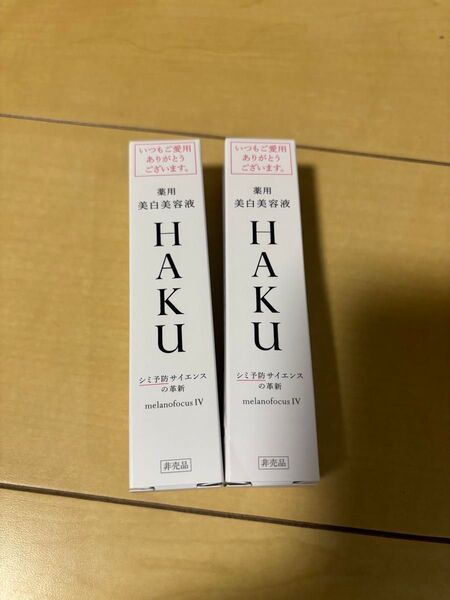 いつもご愛用
ありがとう
ございます。
薬用
美白美容液
HAKU
シミ予防サイエンス
の革新
melanofocus IV
非売品
いつもご愛用
ありがとう
ございます。
薬用
美白美容液
HAKU
シミ予防サイエンス
の革新
melanofocus IV
非売品